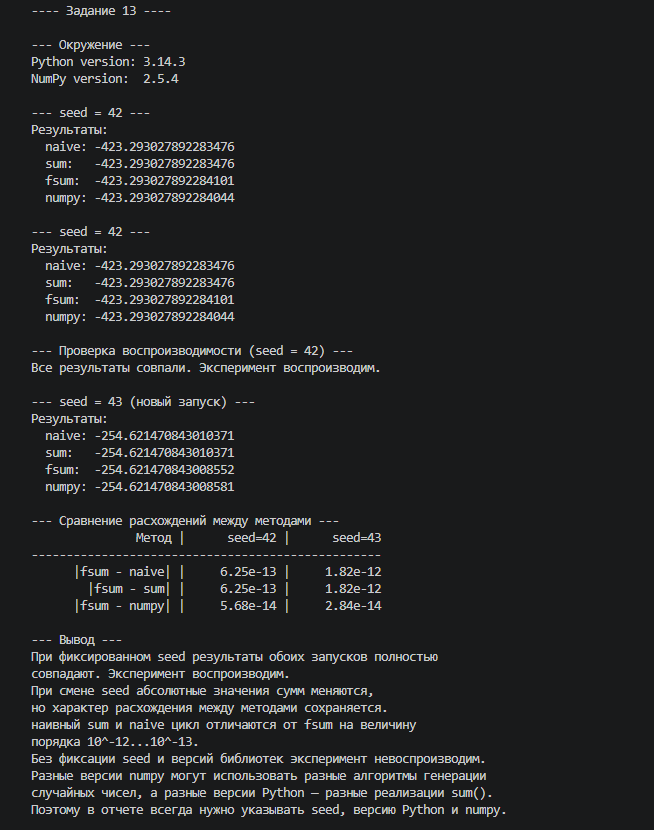 ---- Задание 13 ----
--- Окружение ---
Python version: 3.14.3
NumPy version:  2.5.4
--- seed = 42 ---
Результаты:
  naive: -423.293027892283476
  sum:   -423.293027892283476
  fsum:  -423.293027892284101
  numpy: -423.293027892284044
--- seed = 42 ---
Результаты:
  naive: -423.293027892283476
  sum:   -423.293027892283476
  fsum:  -423.293027892284101
  numpy: -423.293027892284044
--- Проверка воспроизводимости (seed = 42) ---
Все результаты совпали. Эксперимент воспроизводим.
--- seed = 43 (новый запуск) ---
Результаты:
  naive: -254.621470843010371
  sum:   -254.621470843010371
  fsum:  -254.621470843008552
  numpy: -254.621470843008581
--- Сравнение расхождений между методами ---
               Метод |      seed=42 |      seed=43
--------------------------------------------------
      |fsum - naive| |     6.25e-13 |     1.82e-12
        |fsum - sum| |     6.25e-13 |     1.82e-12
      |fsum - numpy| |     5.68e-14 |     2.84e-14
--- Вывод ---
При фиксированном seed результаты обоих запусков полностью
совпадают. Эксперимент воспроизводим.
При смене seed абсолютные значения сумм меняются,
но характер расхождения между методами сохраняется.
наивный sum и naive цикл отличаются от fsum на величину
порядка 10^-12...10^-13.
Без фиксации seed и версий библиотек эксперимент невоспроизводим.
Разные версии numpy могут использовать разные алгоритмы генерации
случайных чисел, а разные версии Python — разные реализации sum().
Поэтому в отчете всегда нужно указывать seed, версию Python и numpy.